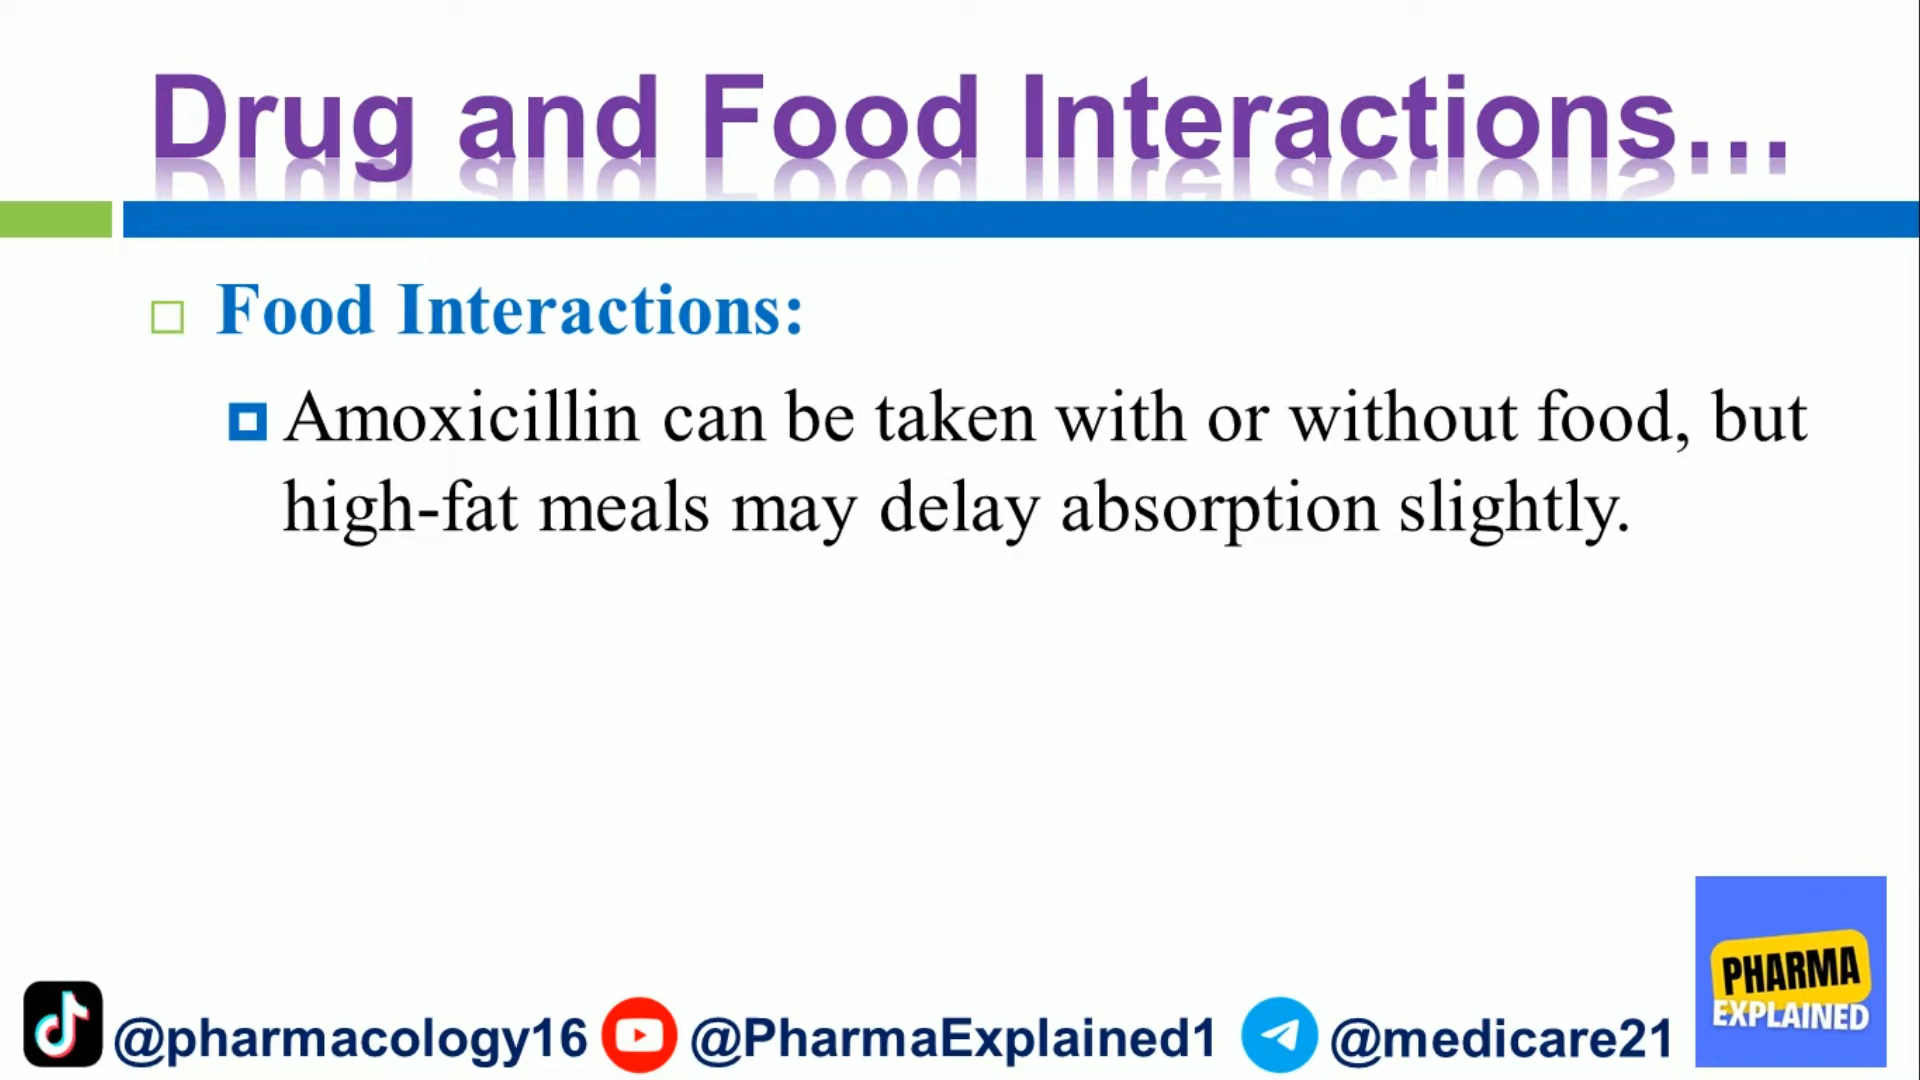 Drug and Food Interactions...
Food Interactions:
Amoxicillin can be taken with or without food, but
high-fat meals may delay absorption slightly.
PHARMA
EXPLAINED
@pharmacology16 @PharmaExplained1 @medicare21